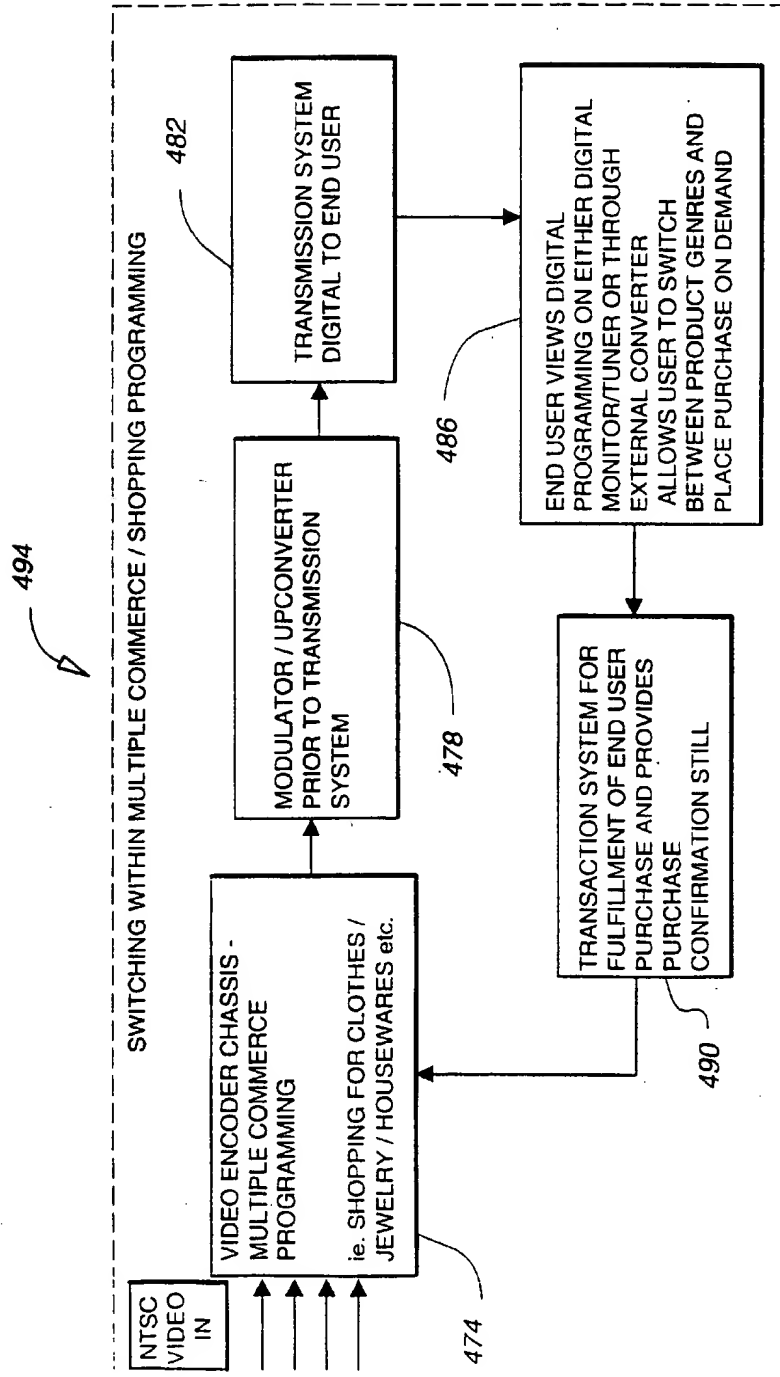 494
SWITCHING WITHIN MULTIPLE COMMERCE / SHOPPING PROGRAMMING
NTSC
VIDEO
IN
VIDEO ENCODER CHASSIS -
MULTIPLE COMMERCE
PROGRAMMING
ie. SHOPPING FOR CLOTHES /
JEWELRY / HOUSEWARES etc.
474
MODULATOR / UPCONVERTER
PRIOR TO TRANSMISSION
SYSTEM
478
TRANSMISSION SYSTEM
DIGITAL TO END USER
482
END USER VIEWS DIGITAL
PROGRAMMING ON EITHER DIGITAL
MONITOR/TUNER OR THROUGH
EXTERNAL CONVERTER
ALLOWS USER TO SWITCH
BETWEEN PRODUCT GENRES AND
PLACE PURCHASE ON DEMAND
486
TRANSACTION SYSTEM FOR
FULFILLMENT OF END USER
PURCHASE AND PROVIDES
PURCHASE
CONFIRMATION STILL
490